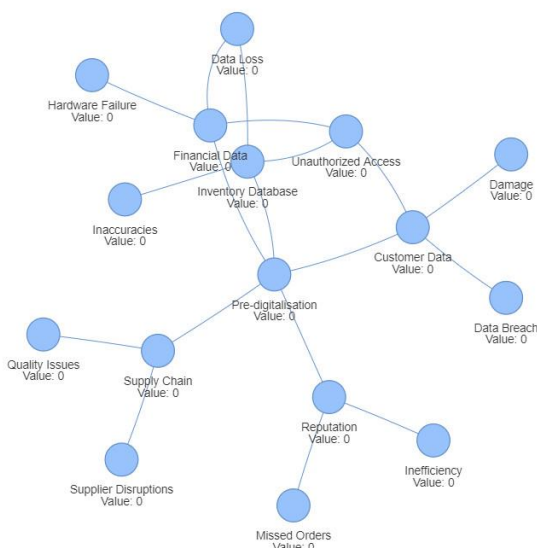 Data Loss
Value: 0
Hardware Failure
Value: 0
Financial Data
Value: 0
Unauthorized Access
Value: 0
Inventory Database
Value: 0
Damage
Value: 0
Inaccuracies
Value: 0
Customer Data
Value: 0
Pre-digitalisation
Value: 0
Data Breach
Value: 0
Quality Issues
Value: 0
Supply Chain
Value: 0
Reputation
Value: 0
Inefficiency
Value: 0
Supplier Disruptions
Value: 0
Missed Orders
Value: 0